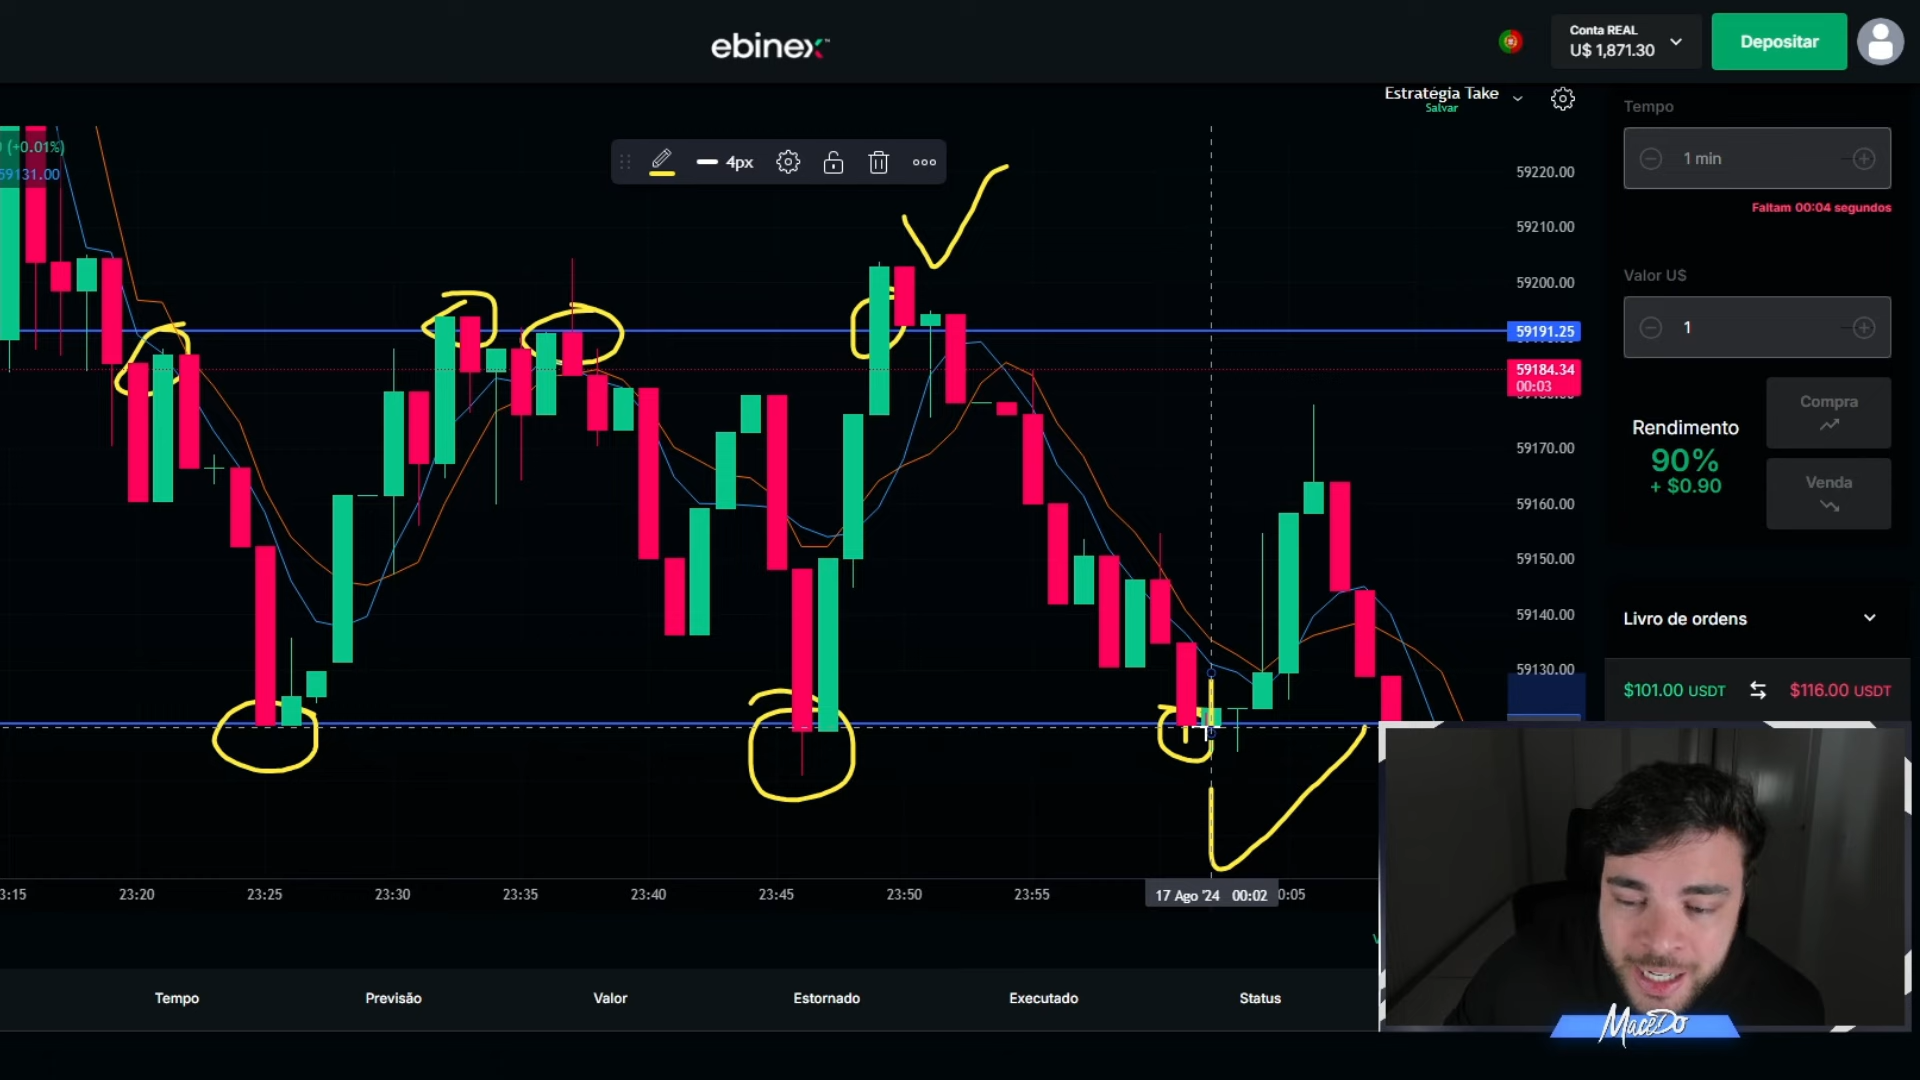 ebinex™
Conta REAL
U$ 1,871.30
Depositar
Estratégia Take
Salvar
(+0.01%)
59131.00
4px
59220.00
59210.00
59200.00
59191.25
59184.34
00:03
59170.00
59160.00
59150.00
59140.00
59130.00
Tempo
1 min
Faltam 00:04 segundos
Valor U$
1
Rendimento
90%
+ $0.90
Compra
Venda
Livro de ordens
$101.00 USDT
$116.00 USDT
3:15
23:20
23:25
23:30
23:35
23:40
23:45
23:50
23:55
17 Ago '24 00:02
0:05
Tempo
Previsão
Valor
Estornado
Executado
Status
MaceDo